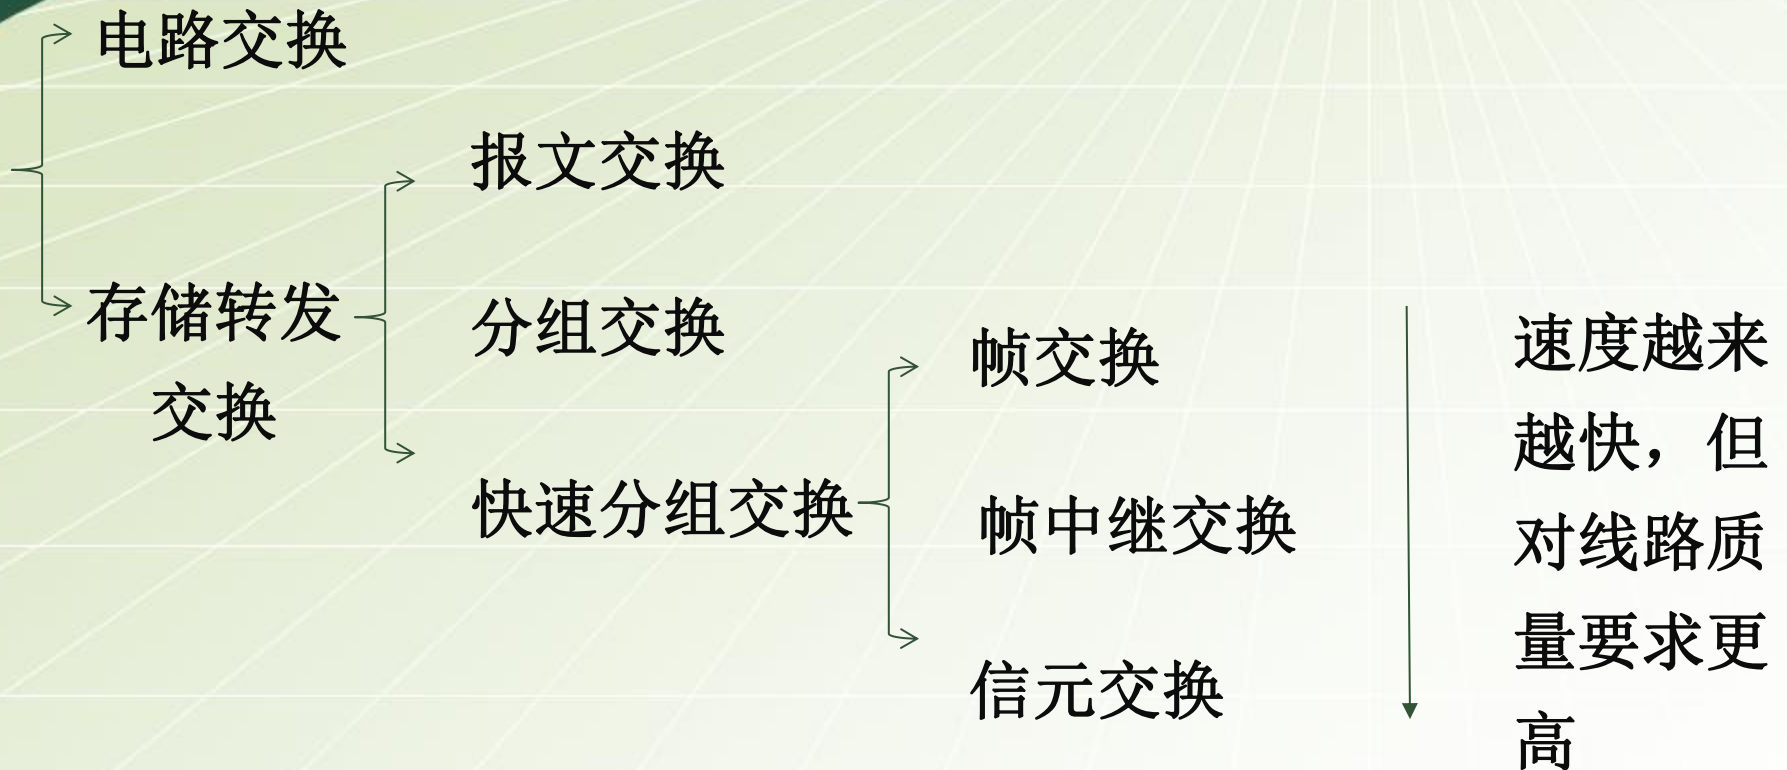 电路交换
报文交换
存储转发
交换
分组交换
快速分组交换
帧交换
帧中继交换
信元交换
速度越来
越快，但
对线路质
量要求更
高